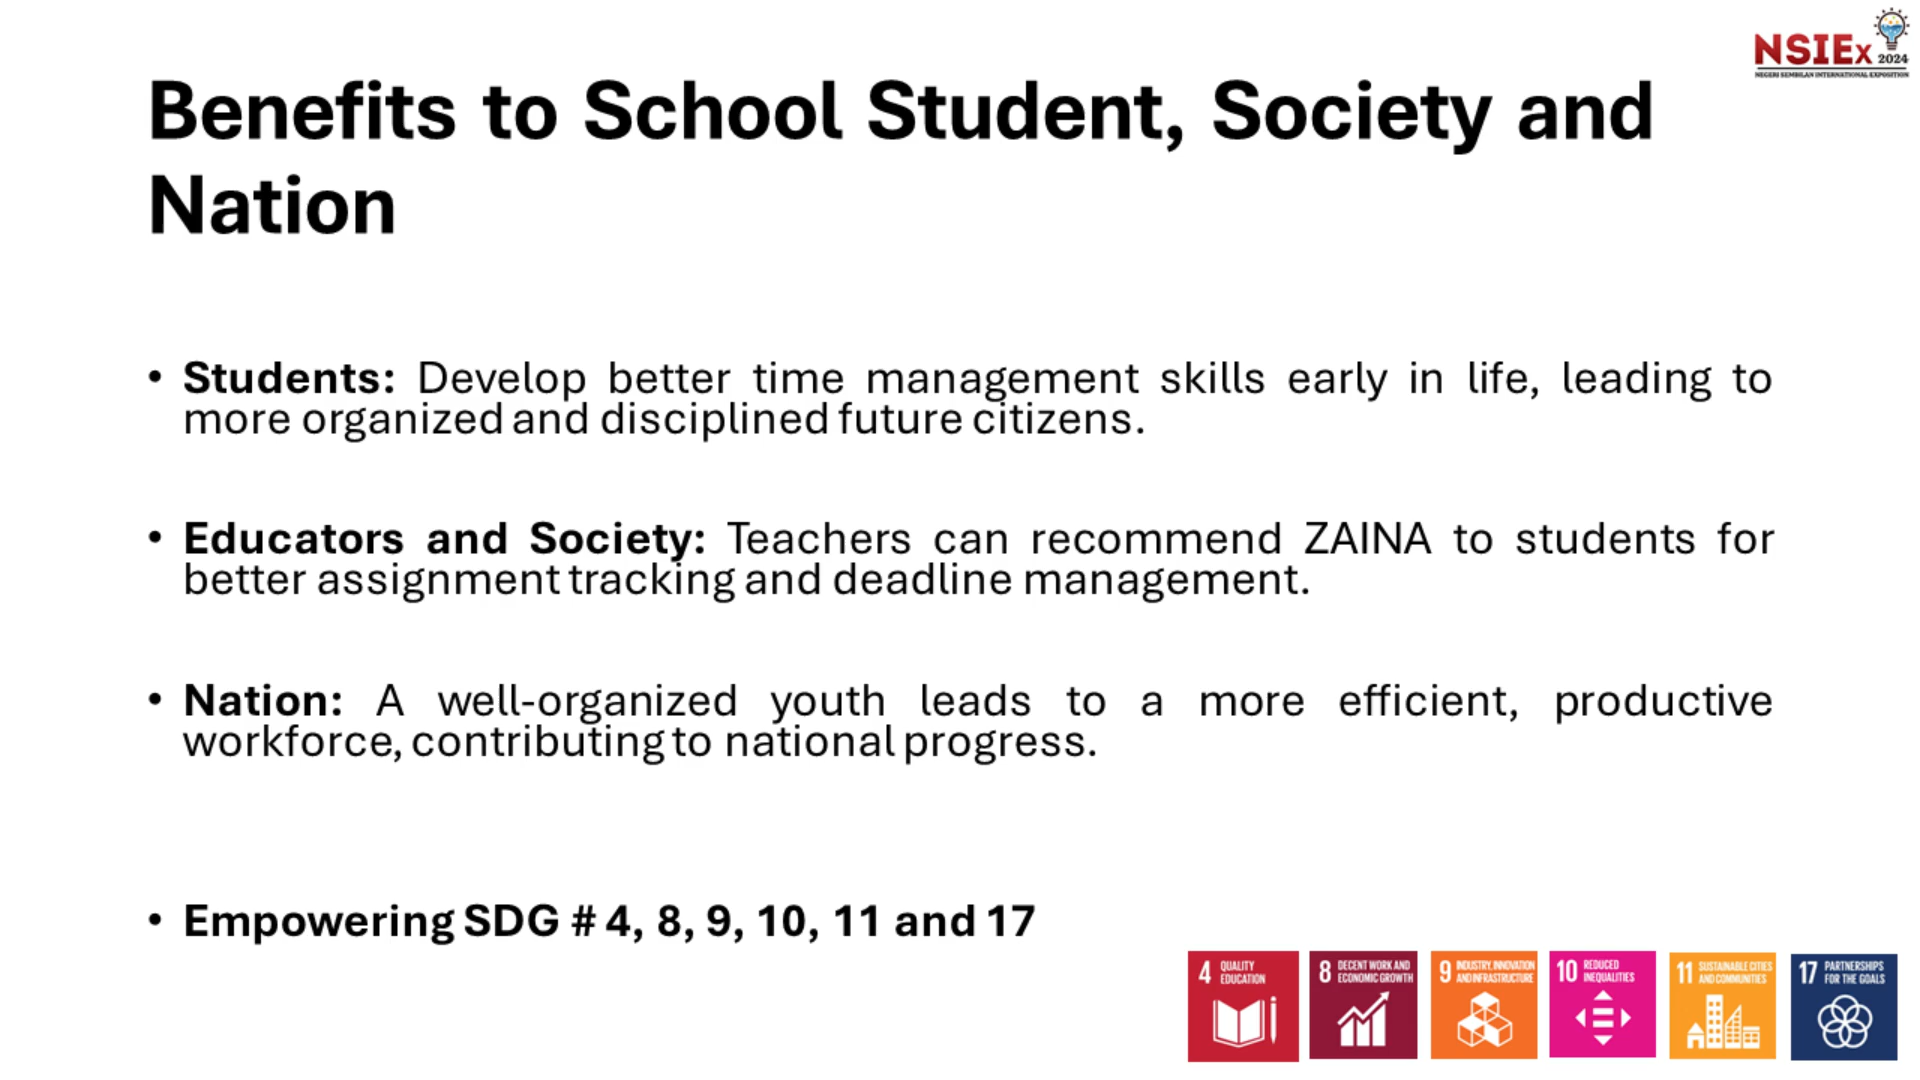 NSIEx 2024
NEGERI SEMBILAN INTERNATIONAL EXPOSITION
Benefits to School Student, Society and
Nation
• Students: Develop better time management skills early in life, leading to
more organized and disciplined future citizens.
• Educators and Society: Teachers can recommend ZAINA to students for
better assignment tracking and deadline management.
• Nation: A well-organized youth leads to a more efficient, productive
workforce, contributing to national progress.
• Empowering SDG # 4, 8, 9, 10, 11 and 17
4 QUALITY
EDUCATION
8 DECENT WORK AND
ECONOMIC GROWTH
9 INDUSTRY, INNOVATION
AND INFRASTRUCTURE
10 REDUCED
INEQUALITIES
11 SUSTAINABLE CITIES
AND COMMUNITIES
17 PARTNERSHIPS
FOR THE GOALS